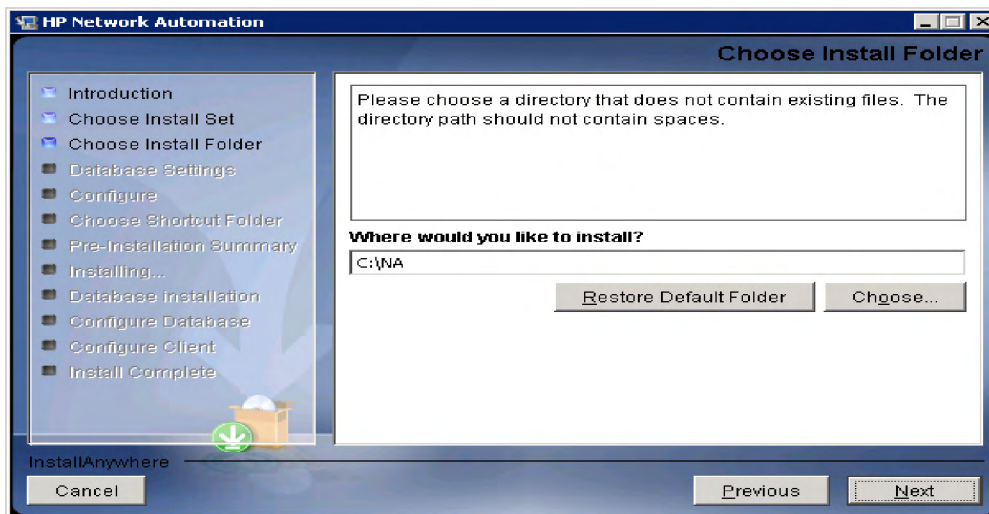 HP Network Automation
Choose Install Folder
Introduction
Choose Install Set
Choose Install Folder
Database Settings
Configure
Choose Shortcut Folder
Pre-Installation Summary
Installing...
Database installation
Configure Database
Configure Client
Install Complete
Please choose a directory that does not contain existing files. The
directory path should not contain spaces.
Where would you like to install?
C:\NA
Restore Default Folder
Choose...
InstallAnywhere
Cancel
Previous
Next